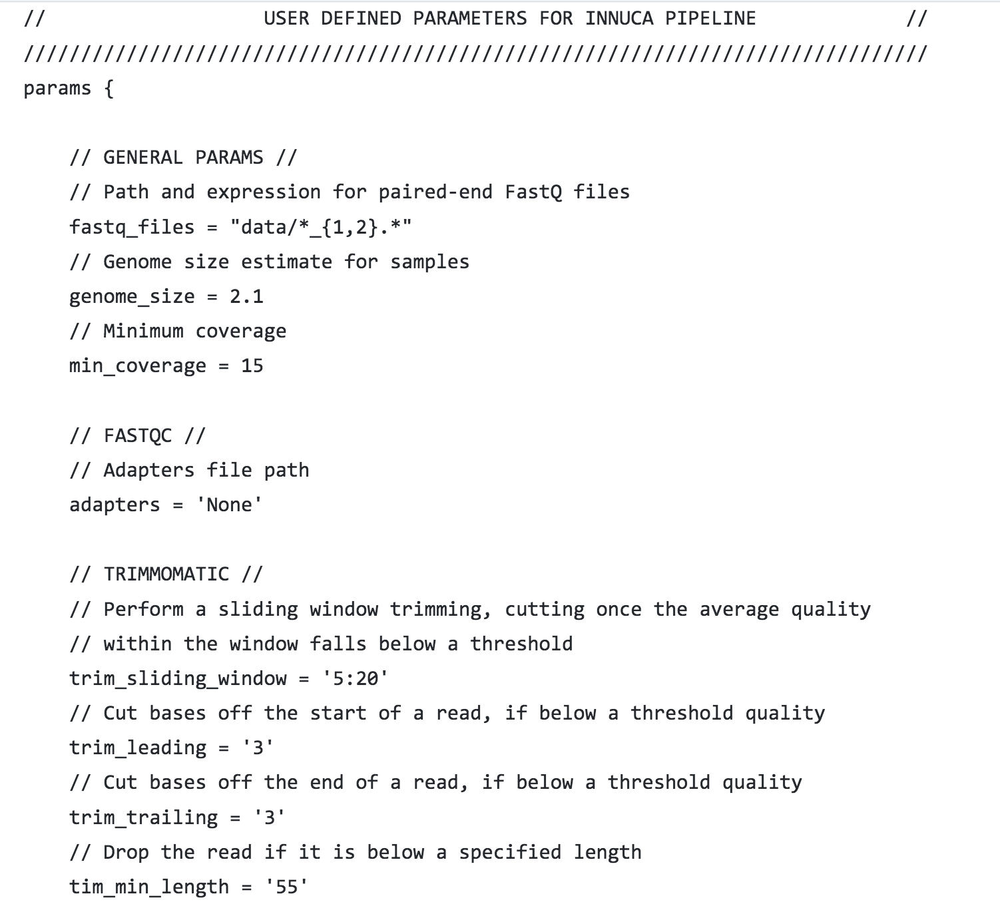 //                   USER DEFINED PARAMETERS FOR INNUCA PIPELINE             //
///////////////////////////////////////////////////////////////////////////////
params {

    // GENERAL PARAMS //
    // Path and expression for paired-end FastQ files
    fastq_files = "data/*_{1,2}.*"
    // Genome size estimate for samples
    genome_size = 2.1
    // Minimum coverage
    min_coverage = 15

    // FASTQC //
    // Adapters file path
    adapters = 'None'

    // TRIMMOMATIC //
    // Perform a sliding window trimming, cutting once the average quality
    // within the window falls below a threshold
    trim_sliding_window = '5:20'
    // Cut bases off the start of a read, if below a threshold quality
    trim_leading = '3'
    // Cut bases off the end of a read, if below a threshold quality
    trim_trailing = '3'
    // Drop the read if it is below a specified length
    tim_min_length = '55'